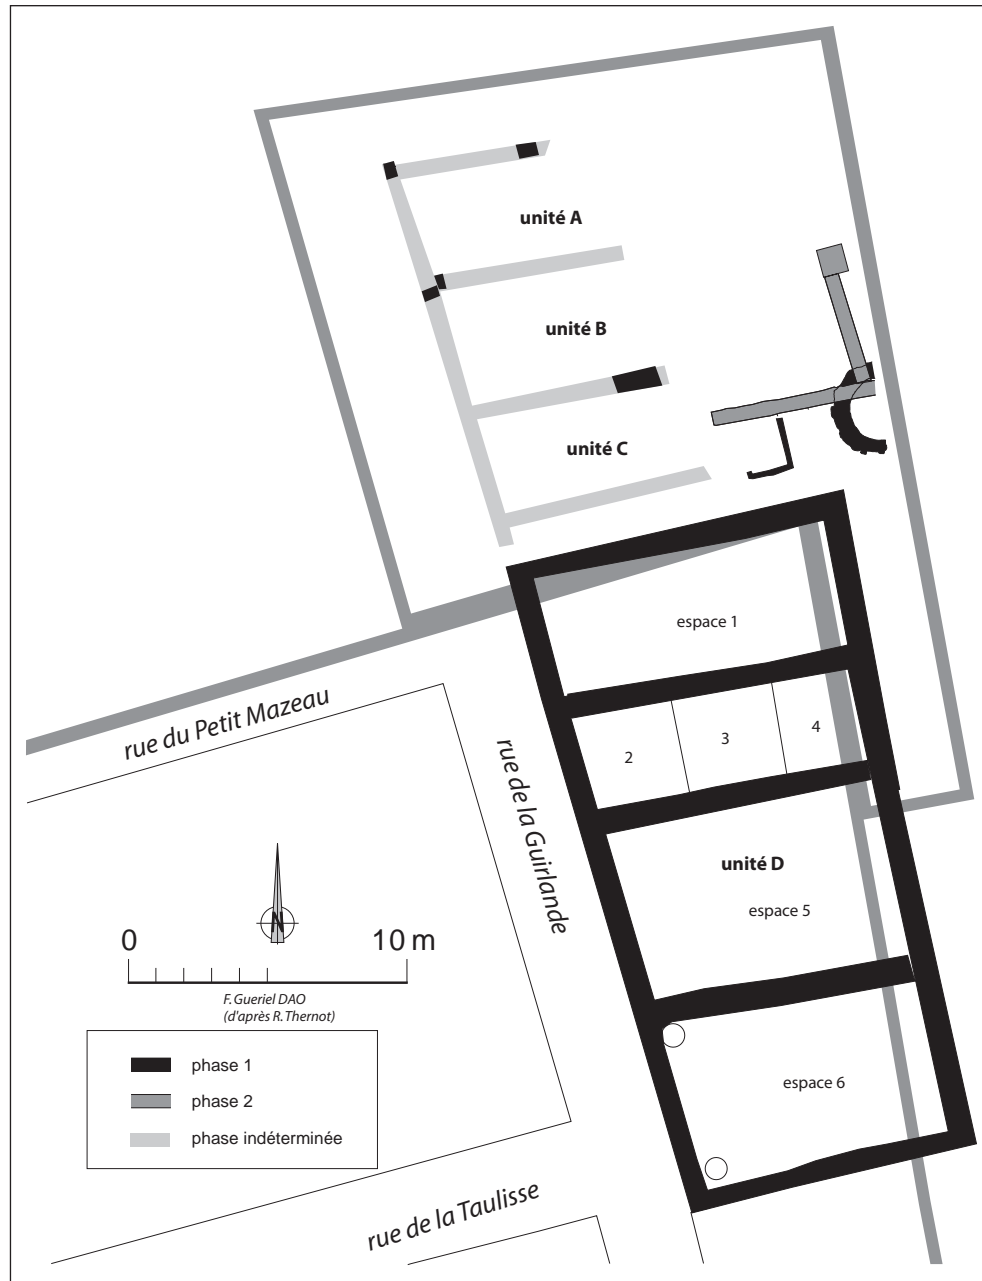 unité A
unité B
unité C
espace 1
2
3
4
unité D
espace 5
espace 6
rue du Petit Mazeau
rue de la Guirlande
rue de la Taulisse
N
0 10 m
F. Gueriel DAO
(d'après R. Thernot)
phase 1
phase 2
phase indéterminée